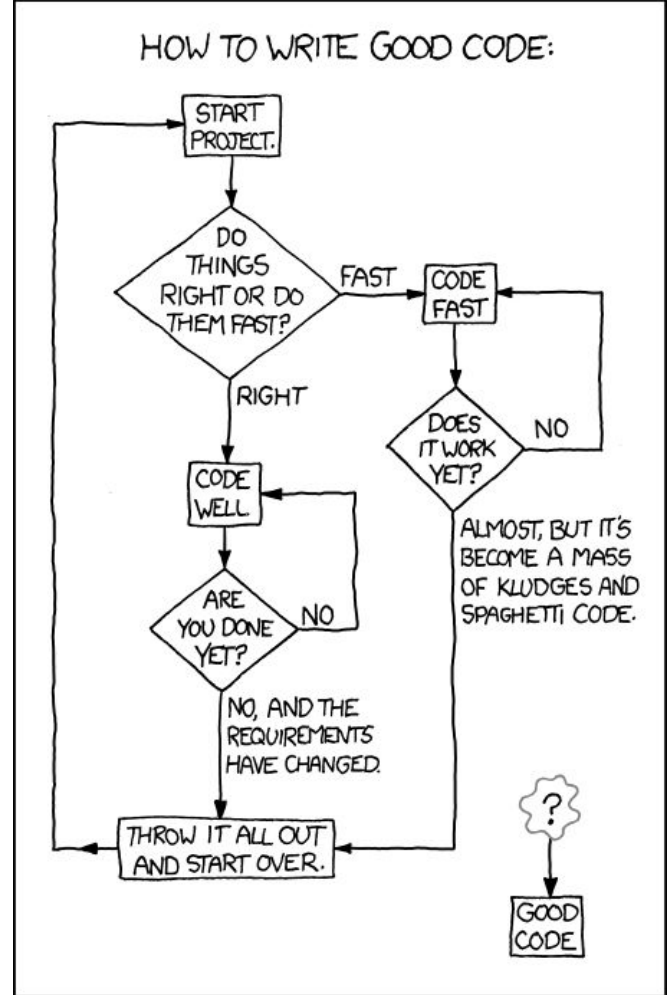 HOW TO WRITE GOOD CODE:
START
PROJECT.
DO
THINGS
RIGHT OR DO
THEM FAST?
FAST
CODE
FAST
RIGHT
DOES
IT WORK
YET?
NO
CODE
WELL.
ALMOST, BUT IT'S
BECOME A MASS
OF KLUDGES AND
SPAGHETTI CODE.
ARE
YOU DONE
YET?
NO
NO, AND THE
REQUIREMENTS
HAVE CHANGED.
THROW IT ALL OUT
AND START OVER.
?
GOOD
CODE